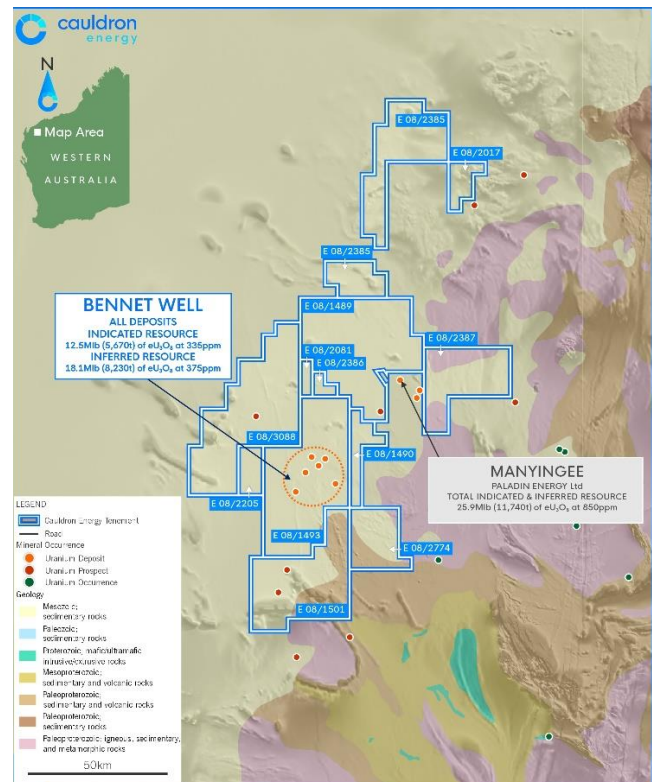 cauldron
energy
N
Map Area
WESTERN
AUSTRALIA
E 08/2385
E 08/2017
E 08/2385
E 08/1489
BENNET WELL
ALL DEPOSITS
INDICATED RESOURCE
12.5Mlb (5,670t) of eU₃O₈ at 335ppm
INFERRED RESOURCE
18.1Mlb (8,230t) of eU₃O₈ at 375ppm
E 08/2387
E 08/2081
E 08/2386
E 08/3088
E 08/1490
MANYINGEE
PALADIN ENERGY Ltd
TOTAL INDICATED & INFERRED RESOURCE
25.9Mlb (11,740t) of eU₃O₈ at 850ppm
E 08/2205
E 08/1493
E 08/2774
E 08/1501
LEGEND
Cauldron Energy Tenement
Road
Mineral Occurrence
Uranium Deposit
Uranium Prospect
Uranium Occurrence
Geology
Mesozoic;
sedimentary rocks
Paleozoic;
sedimentary rocks
Proterozoic, mafic/ultramafic
intrusive/extrusive rocks
Mesoproterozoic;
sedimentary and volcanic rocks
Paleoproterozoic;
sedimentary and volcanic rocks
Paleoproterozoic;
sedimentary rocks
Paleoproterozoic; igneous, sedimentary,
and metamorphic rocks
50km